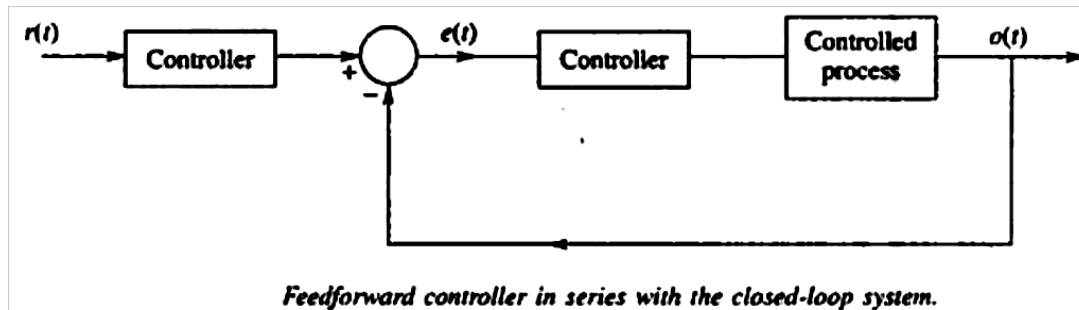 r(t)
Controller
+
−
e(t)
Controller
Controlled
process
o(t)
Feedforward controller in series with the closed-loop system.